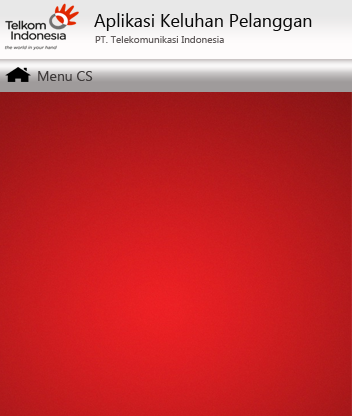 Telkom
Indonesia
the world in your hand
Aplikasi Keluhan Pelanggan
PT. Telekomunikasi Indonesia
Menu CS